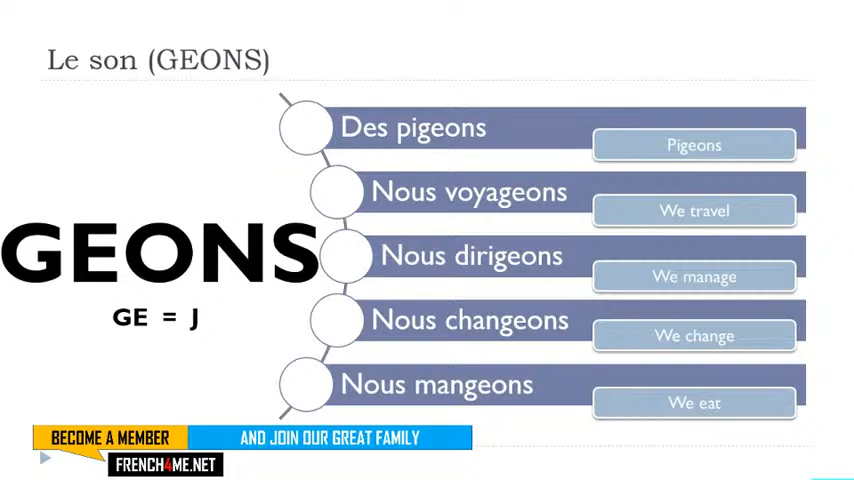 Le son (GEONS)
Des pigeons
Pigeons
Nous voyageons
We travel
GEONS
Nous dirigeons
We manage
GE = J
Nous changeons
We change
Nous mangeons
We eat
BECOME A MEMBER
AND JOIN OUR GREAT FAMILY
FRENCH4ME.NET